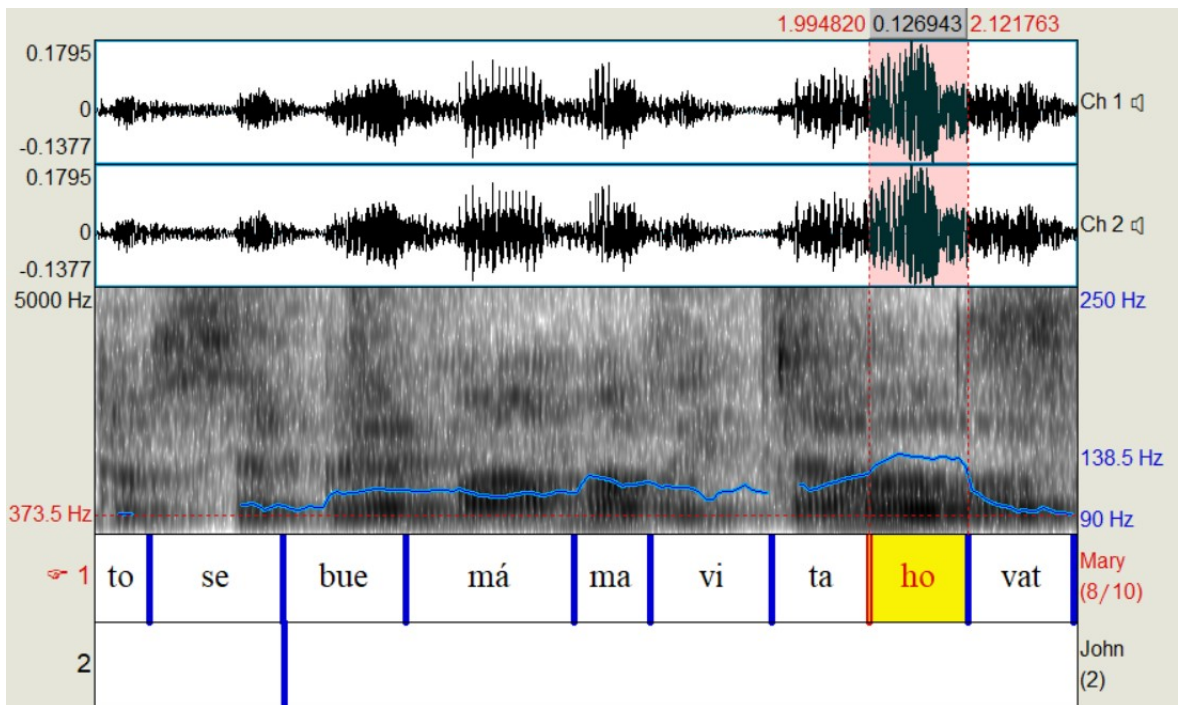 1.994820 0.126943 2.121763
0.1795
0
-0.1377
Ch 1
0.1795
0
-0.1377
Ch 2
5000 Hz
250 Hz
138.5 Hz
373.5 Hz
90 Hz
1 to se bue má ma vi ta ho vat Mary
(8/10)
2 John
(2)